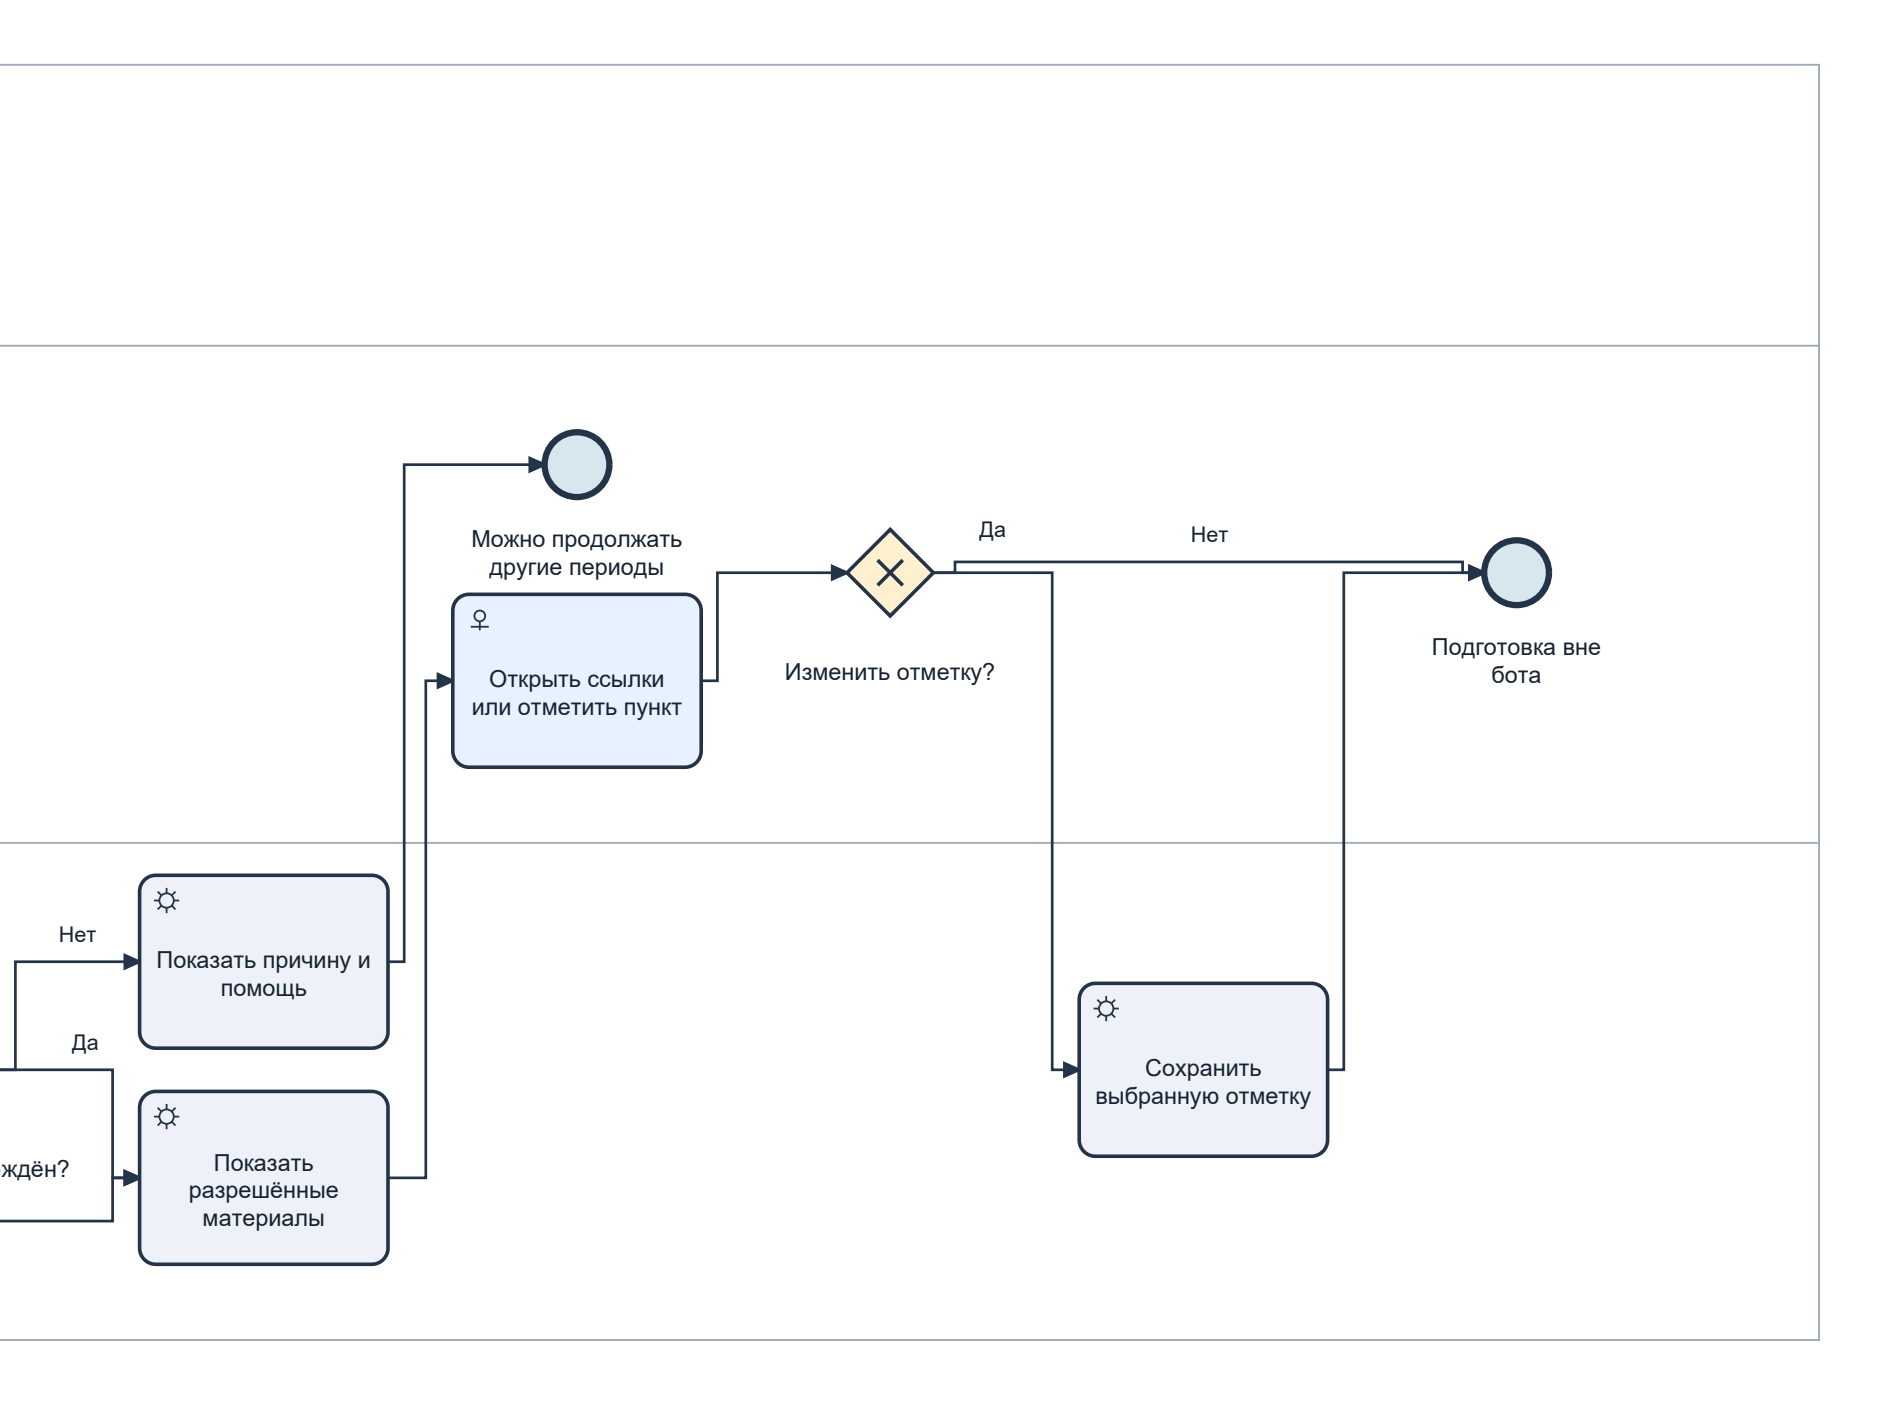 Можно продолжать
другие периоды
Да
Нет
Открыть ссылки
или отметить пункт
Изменить отметку?
Подготовка вне
бота
Нет
Показать причину и
помощь
Да
ждён?
Показать
разрешённые
материалы
Сохранить
выбранную отметку